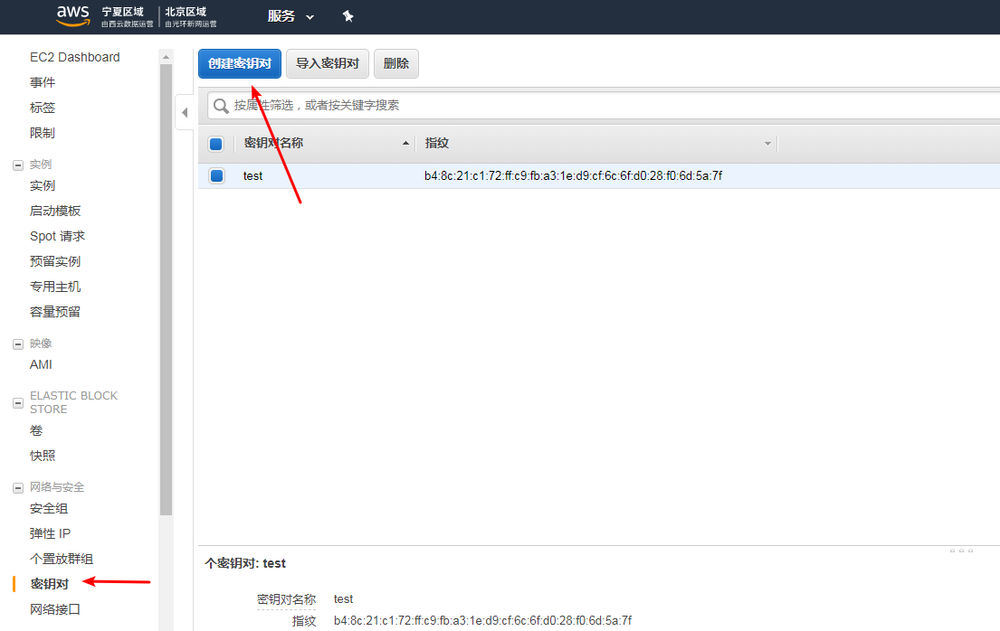 aws 宁夏区域 由西云数据运营 北京区域 由光环新网运营 服务
EC2 Dashboard
事件
标签
限制
实例
实例
启动模板
Spot 请求
预留实例
专用主机
容量预留
映像
AMI
ELASTIC BLOCK
STORE
卷
快照
网络与安全
安全组
弹性 IP
个置放群组
密钥对
网络接口
创建密钥对 导入密钥对 删除
按属性筛选，或者按关键字搜索
密钥对名称 指纹
test b4:8c:21:c1:72:ff:c9:fb:a3:1e:d9:cf:6c:6f:d0:28:f0:6d:5a:7f
个密钥对: test
密钥对名称 test
指纹 b4:8c:21:c1:72:ff:c9:fb:a3:1e:d9:cf:6c:6f:d0:28:f0:6d:5a:7f